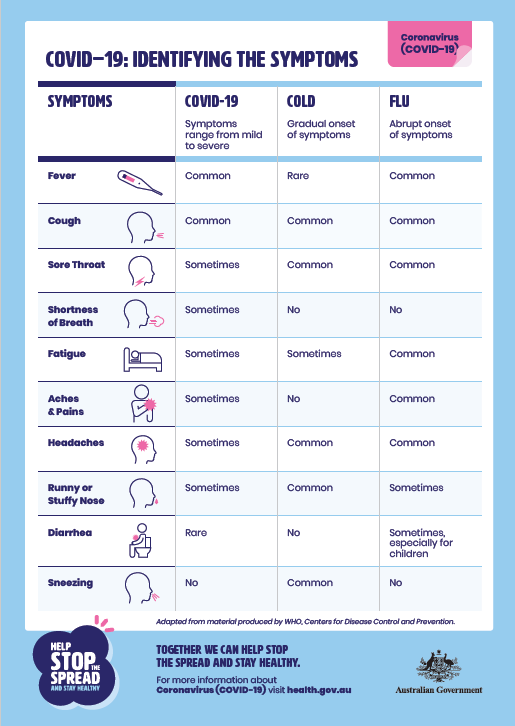 Coronavirus
(COVID-19)
COVID–19: IDENTIFYING THE SYMPTOMS
SYMPTOMS
COVID-19
Symptoms
range from mild
to severe
COLD
Gradual onset
of symptoms
FLU
Abrupt onset
of symptoms
Fever Common Rare Common
Cough Common Common Common
Sore Throat Sometimes Common Common
Shortness
of Breath Sometimes No No
Fatigue Sometimes Sometimes Common
Aches
& Pains Sometimes No Common
Headaches Sometimes Common Common
Runny or
Stuffy Nose Sometimes Common Sometimes
Diarrhea Rare No Sometimes,
especially for
children
Sneezing No Common No
Adapted from material produced by WHO, Centers for Disease Control and Prevention.
HELP
STOP THE
SPREAD
AND STAY HEALTHY
TOGETHER WE CAN HELP STOP
THE SPREAD AND STAY HEALTHY.
For more information about
Coronavirus (COVID-19) visit health.gov.au
Australian Government